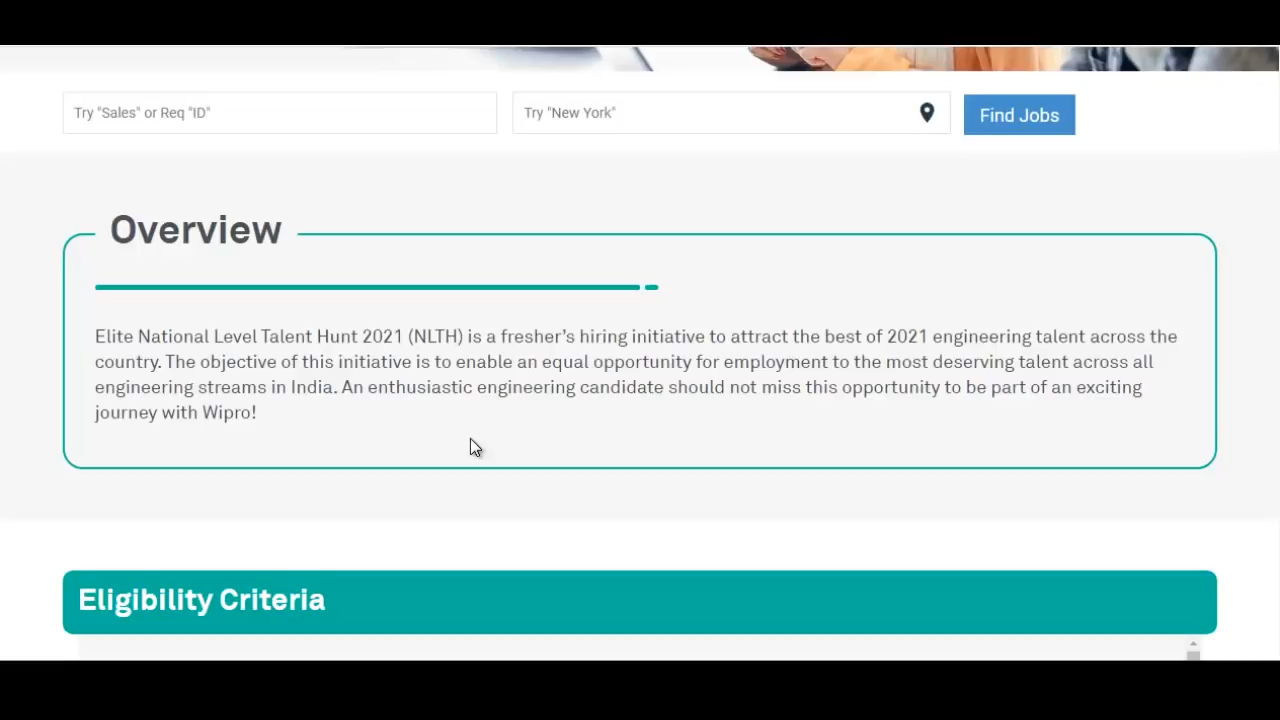 Try "Sales" or Req "ID"
Try "New York"
Find Jobs
Overview
Elite National Level Talent Hunt 2021 (NLTH) is a fresher's hiring initiative to attract the best of 2021 engineering talent across the
country. The objective of this initiative is to enable an equal opportunity for employment to the most deserving talent across all
engineering streams in India. An enthusiastic engineering candidate should not miss this opportunity to be part of an exciting
journey with Wipro!
Eligibility Criteria